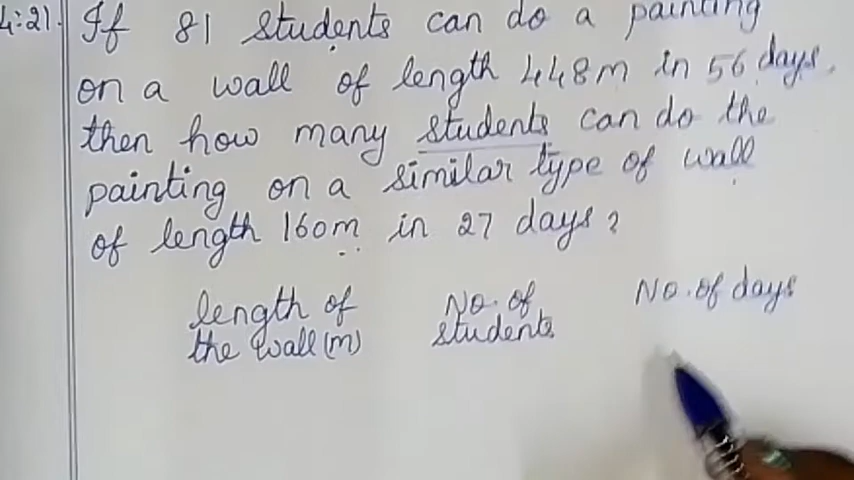 4:21. If 81 students can do a painting
on a wall of length 448m in 56 days,
then how many students can do the
painting on a similar type of wall
of length 160m in 27 days?
length of
the wall (m)
No. of
students
No. of days